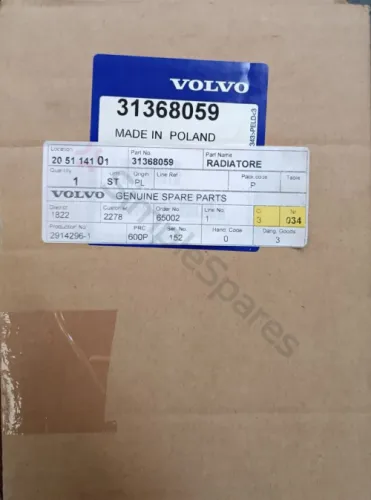 VOLVO
31368059
MADE IN POLAND
Location Part No. Part Name
20 51 141 01 31368059 RADIATORE
Quantity Origin Line Ref. Pack.code Table
1 ST PL P
VOLVO GENUINE SPARE PARTS
District Customer Order No. Line No.
1822 2278 65002 1 3 034
Production No. PRC Ser. No. Hand. Code Dang. Goods
2914296-1 600P 152 0 3